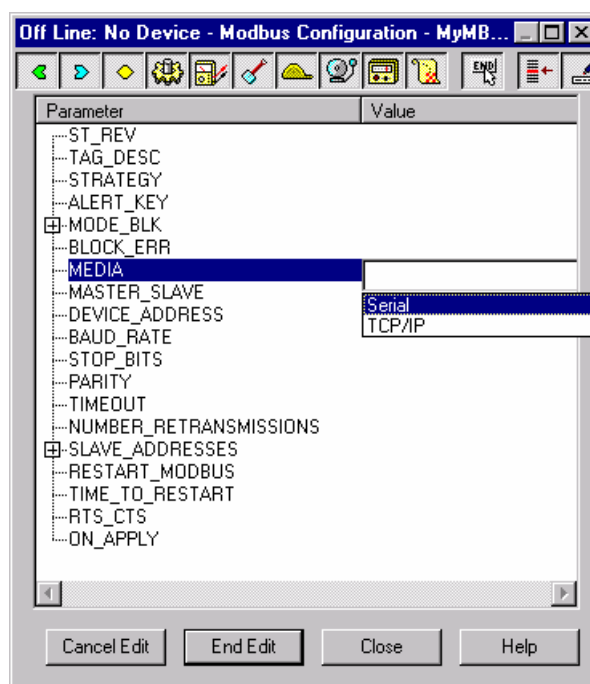 Off Line: No Device - Modbus Configuration - MyMB...
END
Parameter Value
ST_REV
TAG_DESC
STRATEGY
ALERT_KEY
MODE_BLK
BLOCK_ERR
MEDIA
MASTER_SLAVE
Serial
DEVICE_ADDRESS
TCP/IP
BAUD_RATE
STOP_BITS
PARITY
TIMEOUT
NUMBER_RETRANSMISSIONS
SLAVE_ADDRESSES
RESTART_MODBUS
TIME_TO_RESTART
RTS_CTS
ON_APPLY
Cancel Edit End Edit Close Help